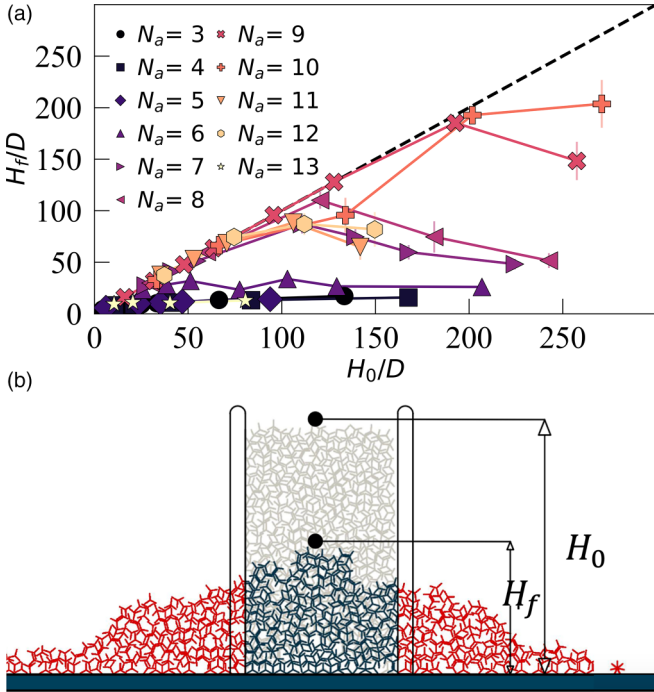 (a)
N_a = 3
N_a = 4
N_a = 5
N_a = 6
N_a = 7
N_a = 8
N_a = 9
N_a = 10
N_a = 11
N_a = 12
N_a = 13
H_f/D
250
200
150
100
50
0
0 50 100 150 200 250
H_0/D
(b)
H_0
H_f